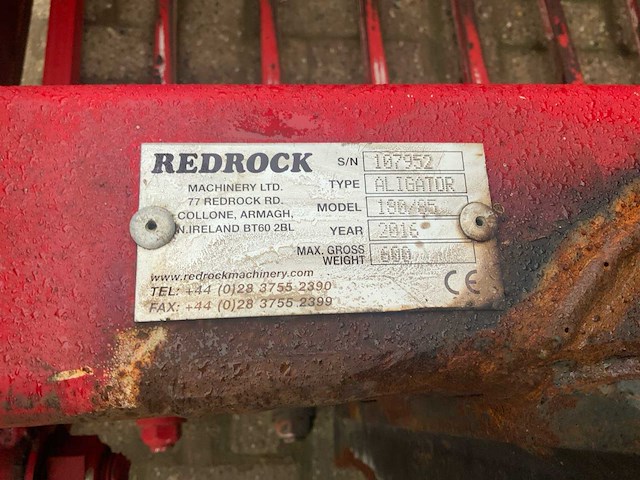 REDROCK
MACHINERY LTD.
77 REDROCK RD.
COLLONE, ARMAGH,
N.IRELAND BT60 2BL
S/N 107952
TYPE ALIGATOR
MODEL 190/85
YEAR 2016
MAX. GROSS
WEIGHT 600
www.redrockmachinery.com
TEL: +44 (0)28 3755 2390
FAX: +44 (0)28 3755 2399
CE